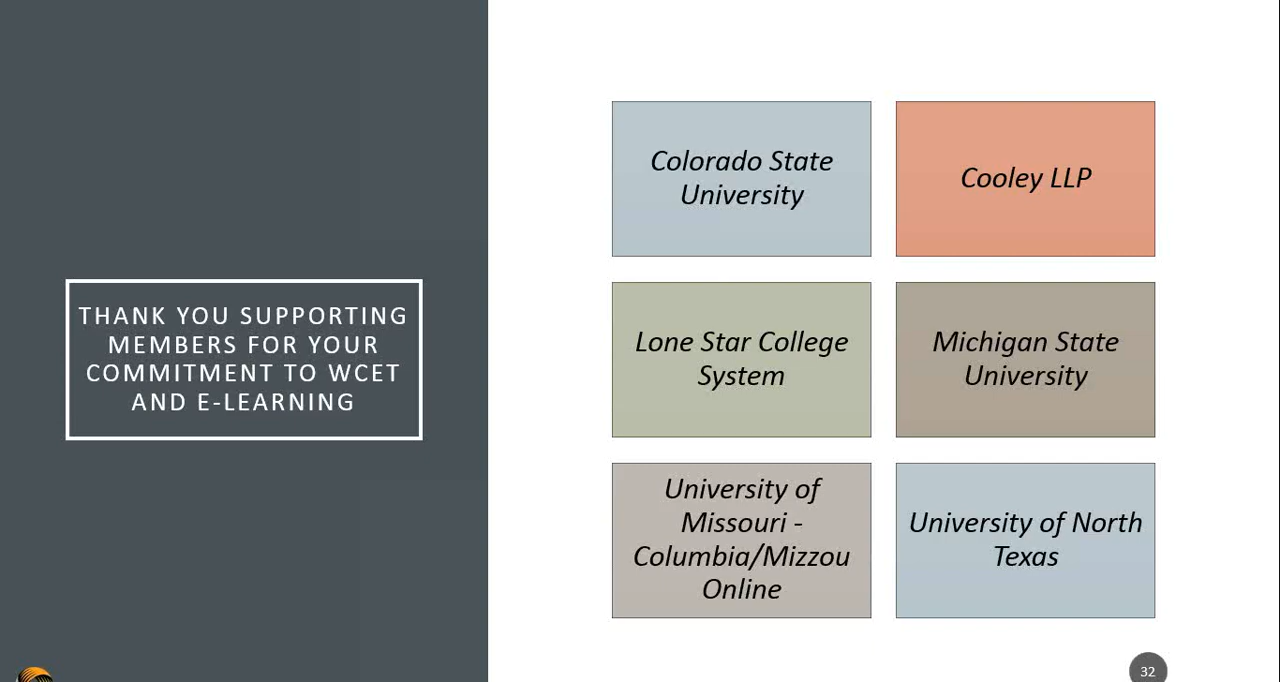 THANK YOU SUPPORTING
MEMBERS FOR YOUR
COMMITMENT TO WCET
AND E-LEARNING
Colorado State
University
Cooley LLP
Lone Star College
System
Michigan State
University
University of
Missouri -
Columbia/Mizzou
Online
University of North
Texas
32